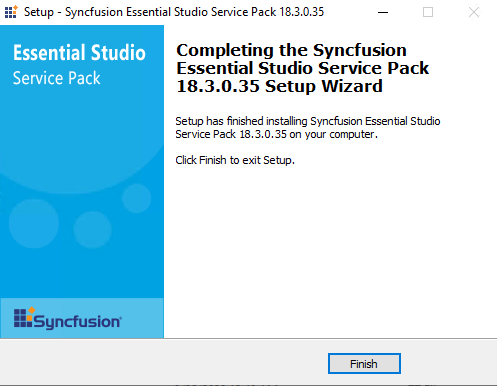 Setup - Syncfusion Essential Studio Service Pack 18.3.0.35
Essential Studio
Service Pack
Completing the Syncfusion
Essential Studio Service Pack
18.3.0.35 Setup Wizard
Setup has finished installing Syncfusion Essential Studio
Service Pack 18.3.0.35 on your computer.
Click Finish to exit Setup.
Syncfusion
Finish